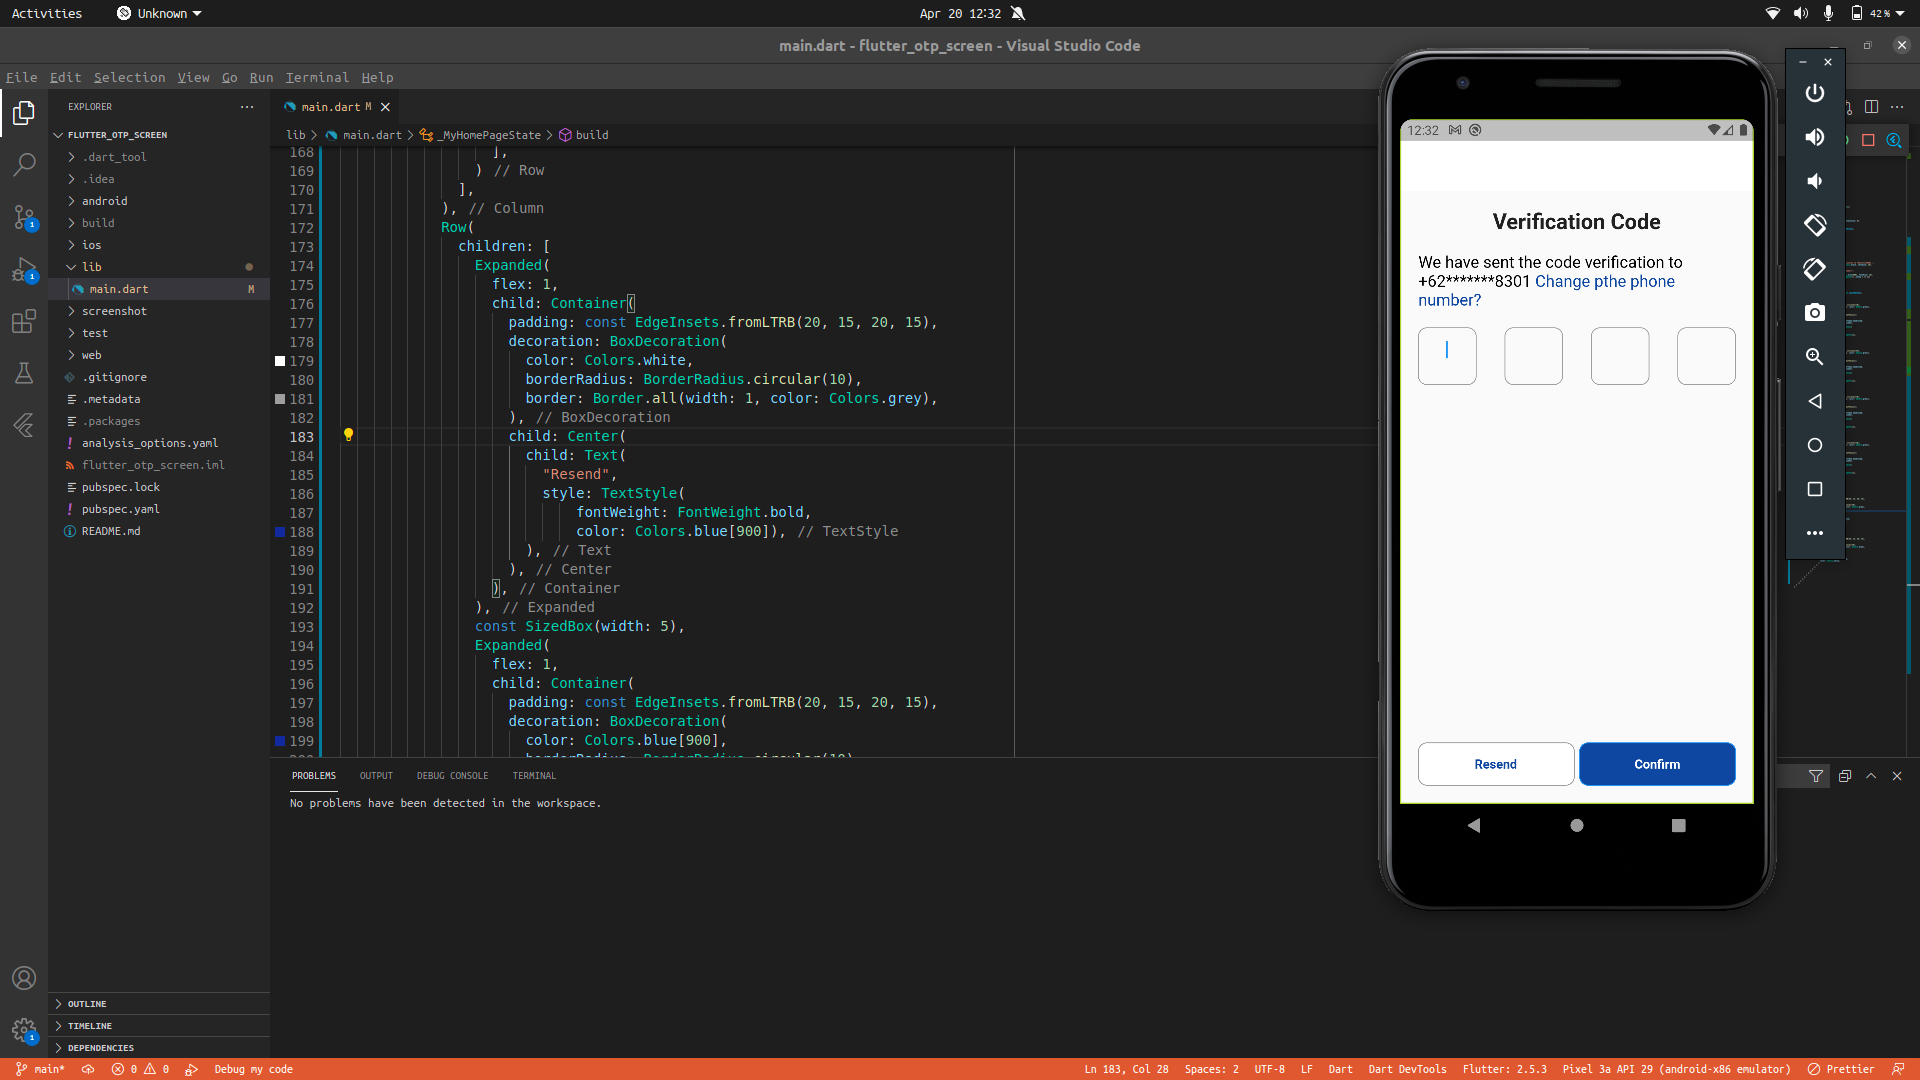 Activities
Unknown
Apr 20 12:32
42%
main.dart - flutter_otp_screen - Visual Studio Code
File Edit Selection View Go Run Terminal Help
EXPLORER
FLUTTER_OTP_SCREEN
.dart_tool
.idea
android
build
ios
lib
main.dart M
screenshot
test
web
.gitignore
.metadata
.packages
analysis_options.yaml
flutter_otp_screen.iml
pubspec.lock
pubspec.yaml
README.md
OUTLINE
TIMELINE
DEPENDENCIES
main.dart M
lib > main.dart > _MyHomePageState > build
168 ],
169 ) // Row
170 ],
171 ), // Column
172 Row(
173 children: [
174 Expanded(
175 flex: 1,
176 child: Container(
177 padding: const EdgeInsets.fromLTRB(20, 15, 20, 15),
178 decoration: BoxDecoration(
179 color: Colors.white,
180 borderRadius: BorderRadius.circular(10),
181 border: Border.all(width: 1, color: Colors.grey),
182 ), // BoxDecoration
183 child: Center(
184 child: Text(
185 "Resend",
186 style: TextStyle(
187 fontWeight: FontWeight.bold,
188 color: Colors.blue[900]), // TextStyle
189 ), // Text
190 ), // Center
191 ), // Container
192 ), // Expanded
193 const SizedBox(width: 5),
194 Expanded(
195 flex: 1,
196 child: Container(
197 padding: const EdgeInsets.fromLTRB(20, 15, 20, 15),
198 decoration: BoxDecoration(
199 color: Colors.blue[900],
PROBLEMS OUTPUT DEBUG CONSOLE TERMINAL
No problems have been detected in the workspace.
12:32
Verification Code
We have sent the code verification to
+62*******8301 Change pthe phone
number?
Resend
Confirm
main* 0 0 Debug my code
Ln 183, Col 28 Spaces: 2 UTF-8 LF Dart Dart DevTools Flutter: 2.5.3 Pixel 3a API 29 (android-x86 emulator) Prettier